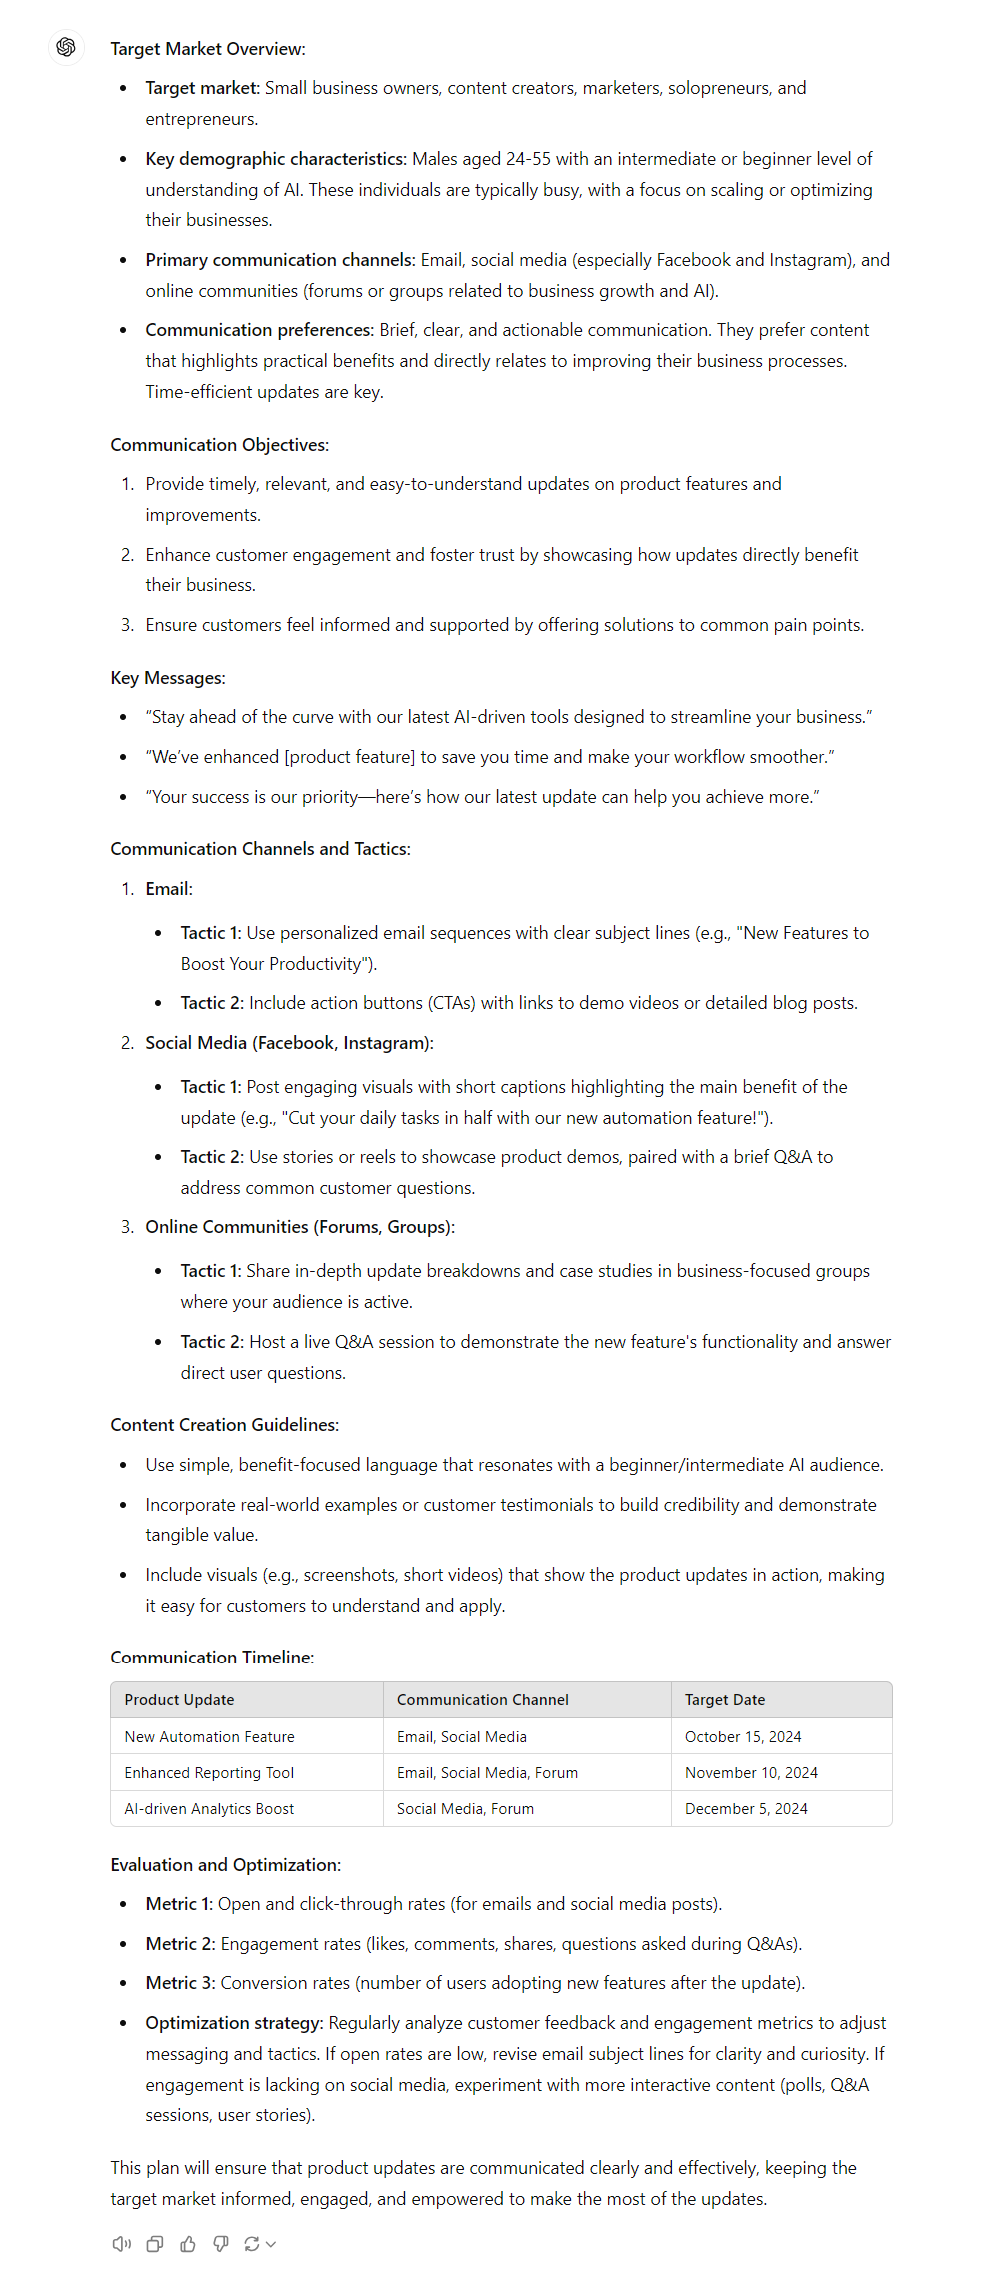 Target Market Overview:
• Target market: Small business owners, content creators, marketers, solopreneurs, and
entrepreneurs.
• Key demographic characteristics: Males aged 24-55 with an intermediate or beginner level of
understanding of AI. These individuals are typically busy, with a focus on scaling or optimizing
their businesses.
• Primary communication channels: Email, social media (especially Facebook and Instagram), and
online communities (forums or groups related to business growth and AI).
• Communication preferences: Brief, clear, and actionable communication. They prefer content
that highlights practical benefits and directly relates to improving their business processes.
Time-efficient updates are key.
Communication Objectives:
1. Provide timely, relevant, and easy-to-understand updates on product features and
improvements.
2. Enhance customer engagement and foster trust by showcasing how updates directly benefit
their business.
3. Ensure customers feel informed and supported by offering solutions to common pain points.
Key Messages:
• “Stay ahead of the curve with our latest AI-driven tools designed to streamline your business.”
• “We’ve enhanced [product feature] to save you time and make your workflow smoother.”
• “Your success is our priority—here’s how our latest update can help you achieve more.”
Communication Channels and Tactics:
1. Email:
• Tactic 1: Use personalized email sequences with clear subject lines (e.g., "New Features to
Boost Your Productivity").
• Tactic 2: Include action buttons (CTAs) with links to demo videos or detailed blog posts.
2. Social Media (Facebook, Instagram):
• Tactic 1: Post engaging visuals with short captions highlighting the main benefit of the
update (e.g., "Cut your daily tasks in half with our new automation feature!").
• Tactic 2: Use stories or reels to showcase product demos, paired with a brief Q&A to
address common customer questions.
3. Online Communities (Forums, Groups):
• Tactic 1: Share in-depth update breakdowns and case studies in business-focused groups
where your audience is active.
• Tactic 2: Host a live Q&A session to demonstrate the new feature's functionality and answer
direct user questions.
Content Creation Guidelines:
• Use simple, benefit-focused language that resonates with a beginner/intermediate AI audience.
• Incorporate real-world examples or customer testimonials to build credibility and demonstrate
tangible value.
• Include visuals (e.g., screenshots, short videos) that show the product updates in action, making
it easy for customers to understand and apply.
Communication Timeline:
Product Update Communication Channel Target Date
New Automation Feature Email, Social Media October 15, 2024
Enhanced Reporting Tool Email, Social Media, Forum November 10, 2024
AI-driven Analytics Boost Social Media, Forum December 5, 2024
Evaluation and Optimization:
• Metric 1: Open and click-through rates (for emails and social media posts).
• Metric 2: Engagement rates (likes, comments, shares, questions asked during Q&As).
• Metric 3: Conversion rates (number of users adopting new features after the update).
• Optimization strategy: Regularly analyze customer feedback and engagement metrics to adjust
messaging and tactics. If open rates are low, revise email subject lines for clarity and curiosity. If
engagement is lacking on social media, experiment with more interactive content (polls, Q&A
sessions, user stories).
This plan will ensure that product updates are communicated clearly and effectively, keeping the
target market informed, engaged, and empowered to make the most of the updates.